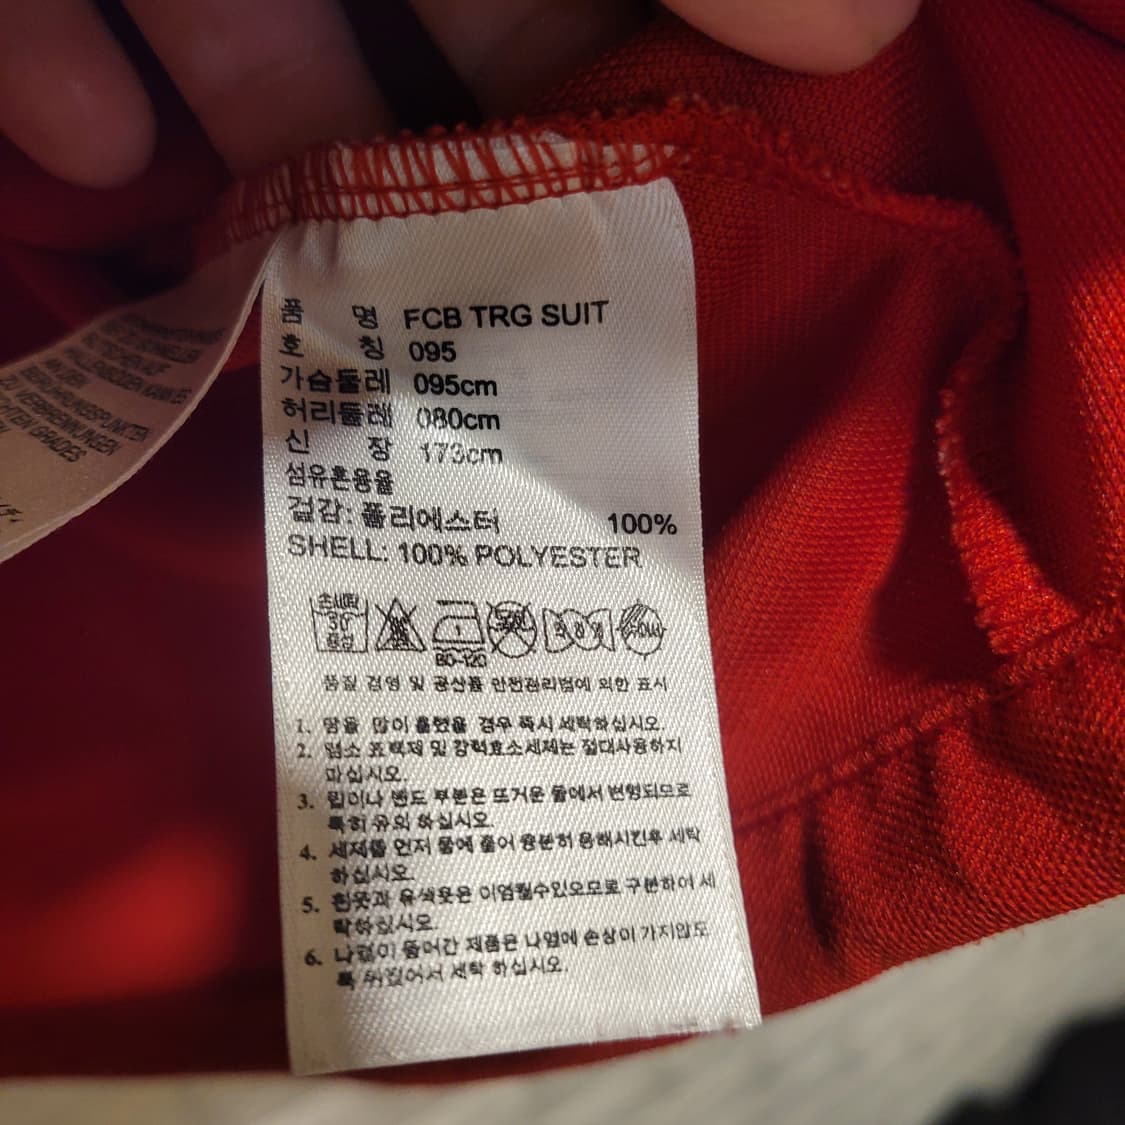 품 명 FCB TRG SUIT
호 칭 095
가슴둘레 095cm
허리둘레 080cm
신 장 173cm
섬유혼용율
겉감: 폴리에스터 100%
SHELL: 100% POLYESTER
손세탁
30
중성
80-120
품질 경영 및 공산품 안전관리법에 의한 표시
1. 땀을 많이 흘렸을 경우 즉시 세탁하십시오.
2. 염소 표백제 및 강력효소세제는 절대사용하지
마십시오.
3. 립이나 밴드 부분은 뜨거운 물에서 변형되므로
특히 유의 하십시오.
4. 세제를 먼저 물에 풀어 충분히 용해시킨후 세탁
하십시오.
5. 흰옷과 유색옷은 이염될수있으므로 구분하여 세
탁하십시오.
6. 나염이 들어간 제품은 나염에 손상이 가지않도
록 뒤집어서 세탁 하십시오.
BERÜHRUNGSPUNKTEN
ZU VERBRENNUNGEN
GRADES